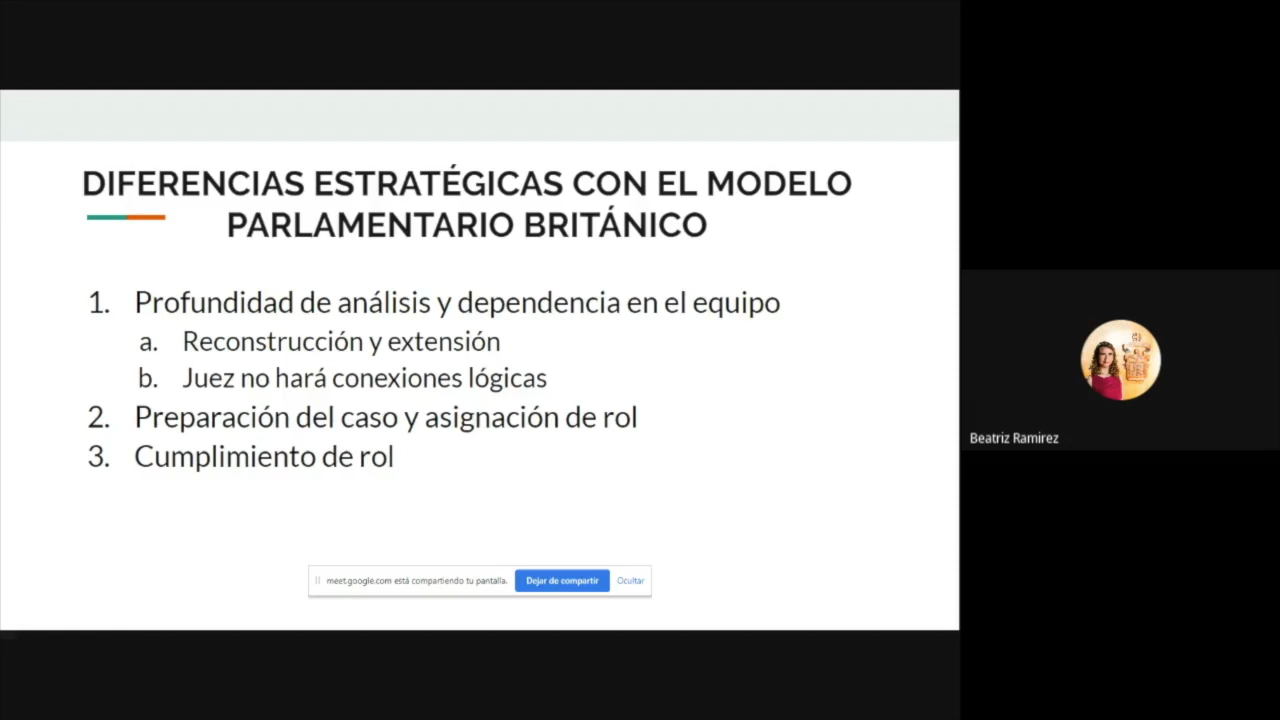 DIFERENCIAS ESTRATÉGICAS CON EL MODELO
PARLAMENTARIO BRITÁNICO
1. Profundidad de análisis y dependencia en el equipo
a. Reconstrucción y extensión
b. Juez no hará conexiones lógicas
2. Preparación del caso y asignación de rol
3. Cumplimiento de rol
meet.google.com está compartiendo tu pantalla. Dejar de compartir Ocultar
Beatriz Ramirez